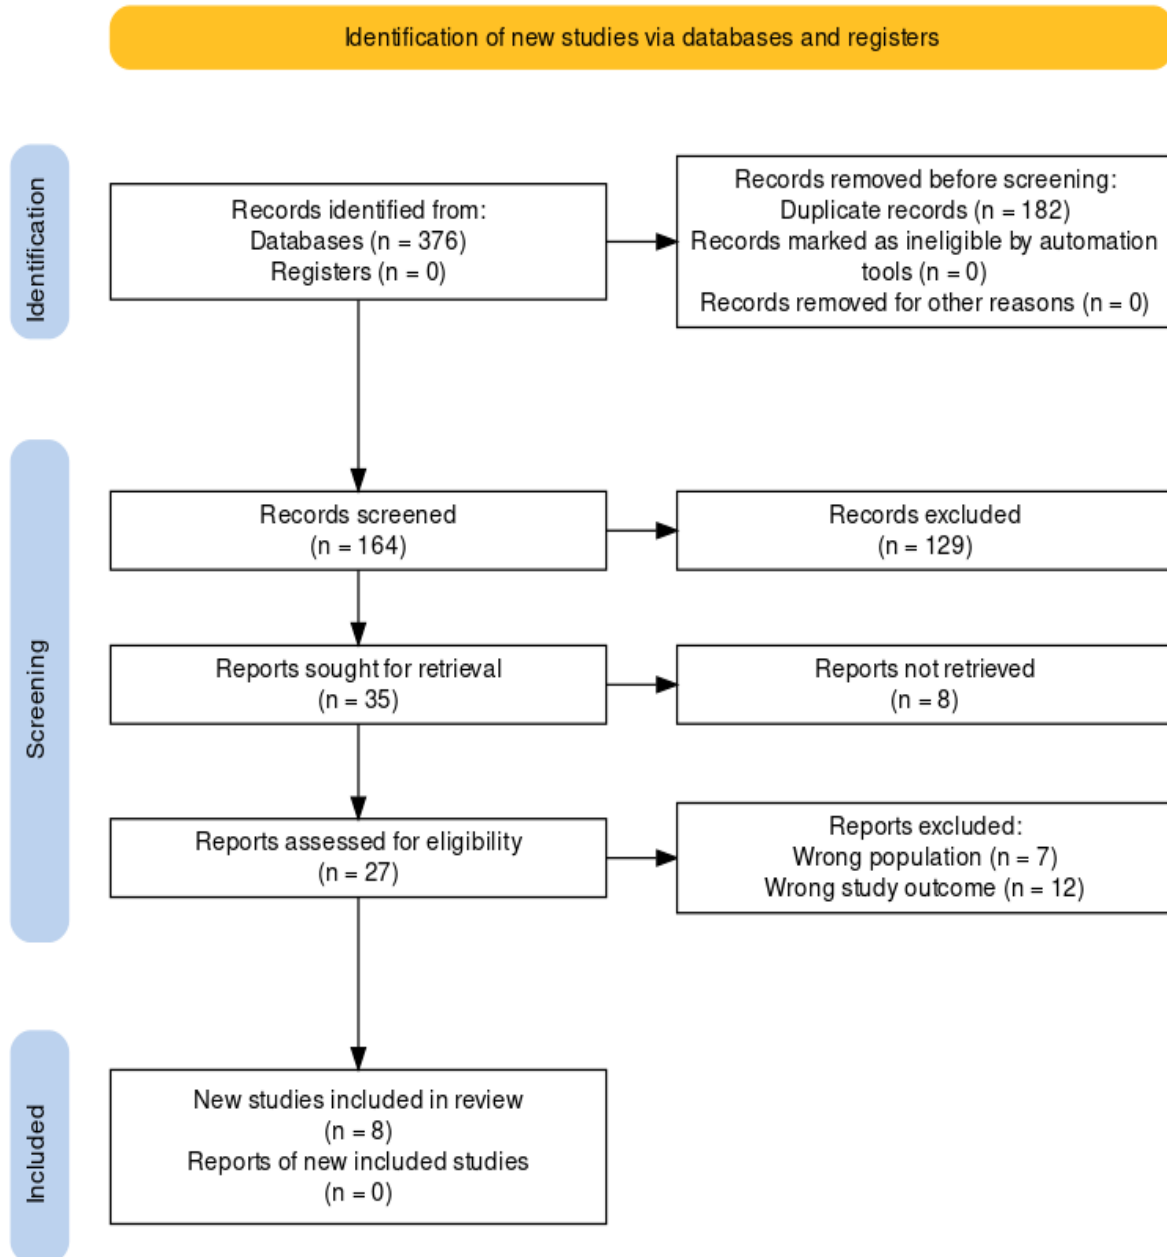 Identification of new studies via databases and registers
Identification
Records identified from:
Databases (n = 376)
Registers (n = 0)
Records removed before screening:
Duplicate records (n = 182)
Records marked as ineligible by automation
tools (n = 0)
Records removed for other reasons (n = 0)
Screening
Records screened
(n = 164)
Records excluded
(n = 129)
Reports sought for retrieval
(n = 35)
Reports not retrieved
(n = 8)
Reports assessed for eligibility
(n = 27)
Reports excluded:
Wrong population (n = 7)
Wrong study outcome (n = 12)
Included
New studies included in review
(n = 8)
Reports of new included studies
(n = 0)